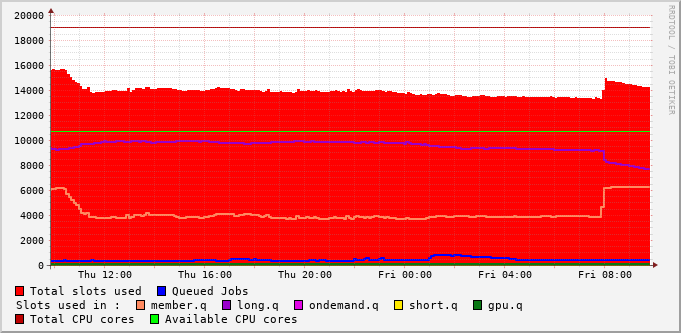 20000
18000
16000
14000
12000
10000
8000
6000
4000
2000
0
Thu 12:00 Thu 16:00 Thu 20:00 Fri 00:00 Fri 04:00 Fri 08:00
RRDTOOL / TOBI OETIKER
Total slots used Queued Jobs
Slots used in : member.q long.q ondemand.q short.q gpu.q
Total CPU cores Available CPU cores